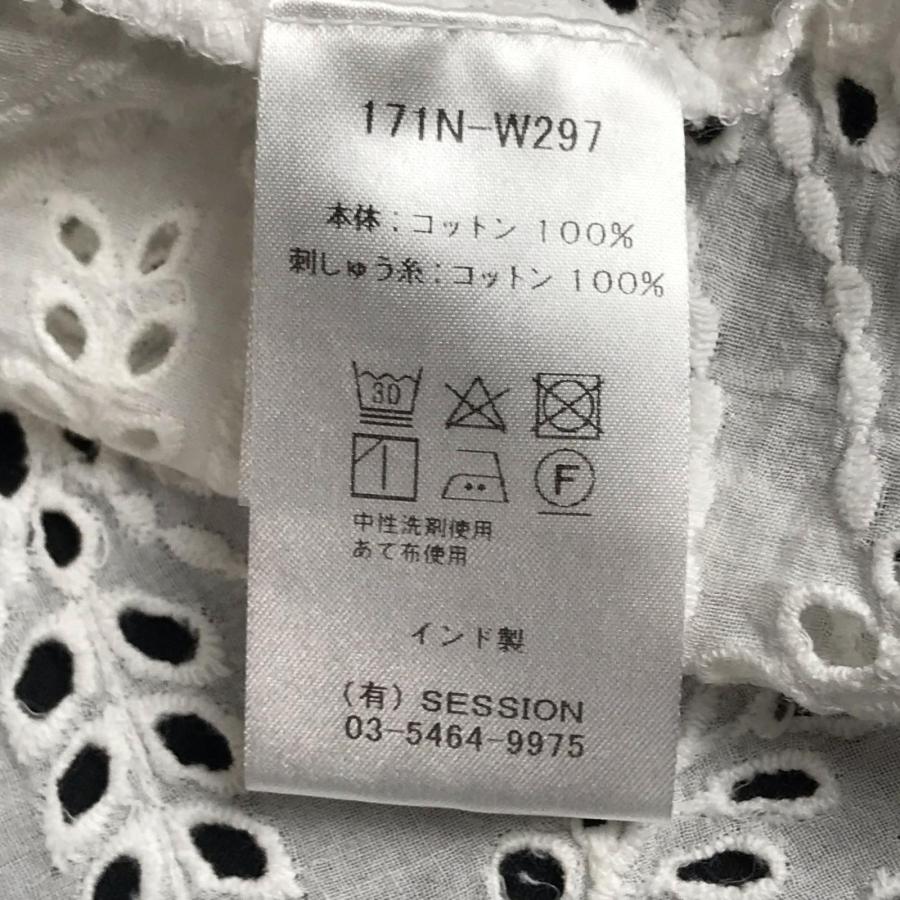 171N-W297
本体:コットン 100%
刺しゅう糸:コットン 100%
30
F
中性洗剤使用
あて布使用
インド製
(有) SESSION
03-5464-9975